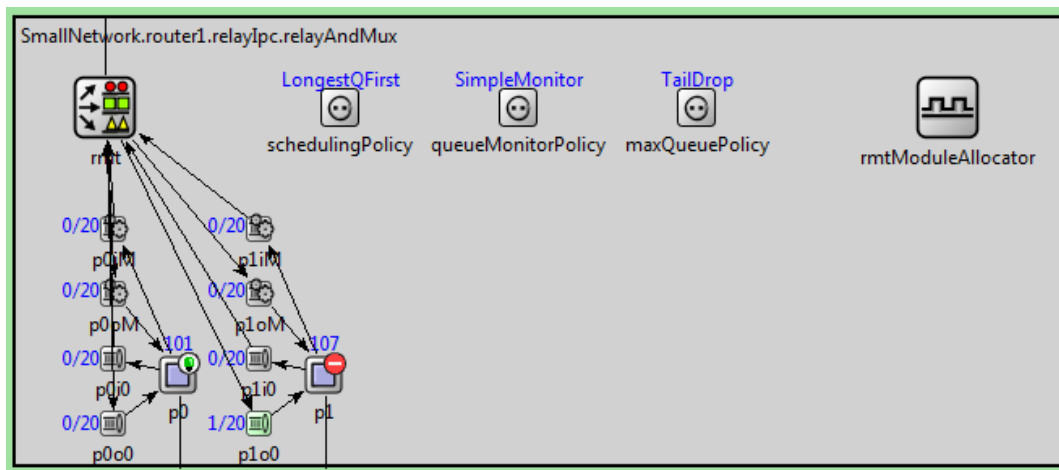 SmallNetwork.router1.relayIpc.relayAndMux
LongestQFirst SimpleMonitor TailDrop
rmt schedulingPolicy queueMonitorPolicy maxQueuePolicy rmtModuleAllocator
0/20 0/20
p0iM p1iM
0/20 0/20
p0oM p1oM
101 107
0/20 0/20
p0i0 p1i0
p0 p1
0/20 1/20
p0o0 p1o0